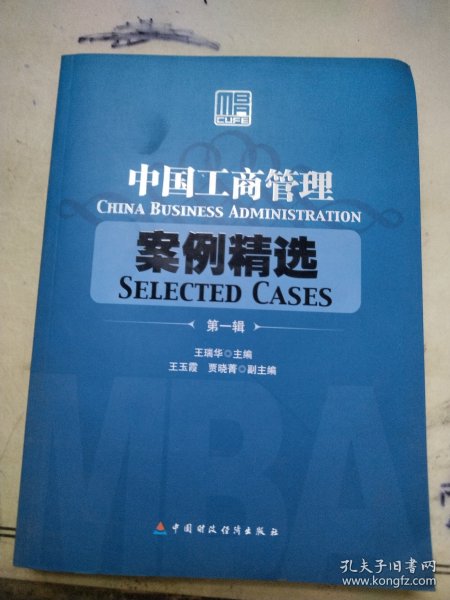 MBA
CUFE
中国工商管理
CHINA BUSINESS ADMINISTRATION
案例精选
SELECTED CASES
第一辑
王瑞华◎主编
王玉霞 贾晓菁◎副主编
MBA
中国财政经济出版社
孔夫子旧书网
www.kongfz.com